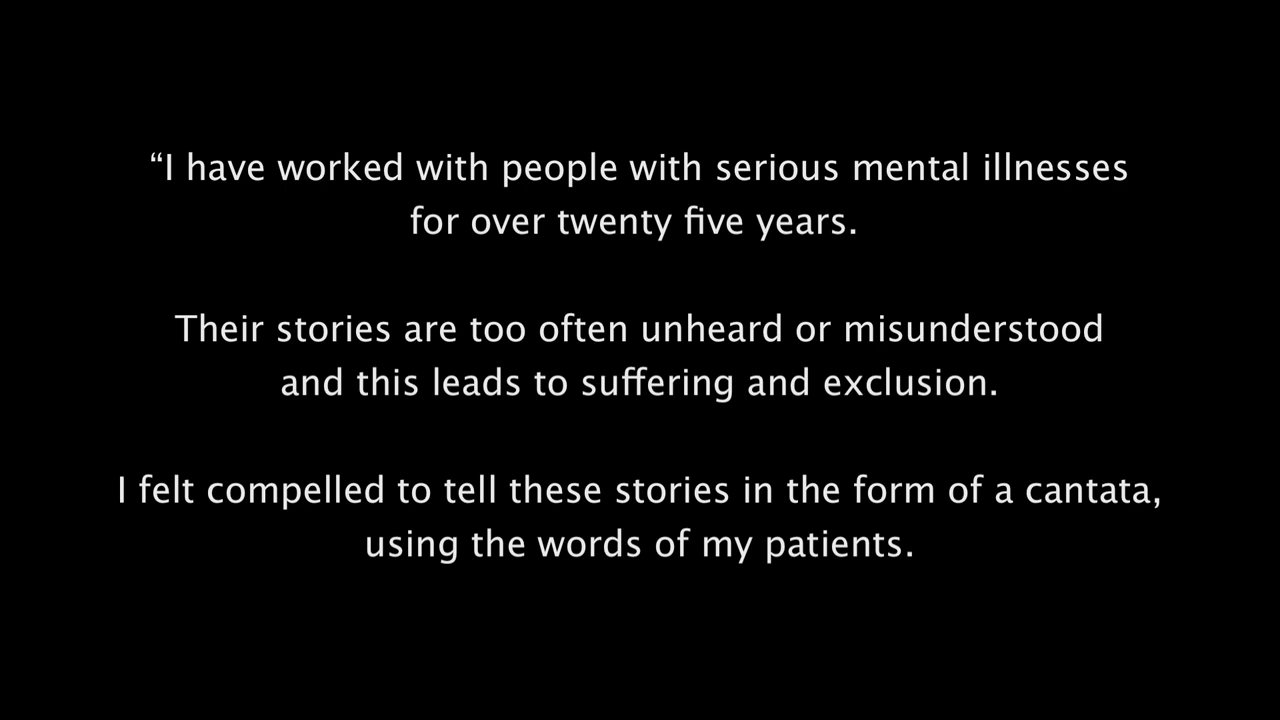 “I have worked with people with serious mental illnesses
for over twenty five years.
Their stories are too often unheard or misunderstood
and this leads to suffering and exclusion.
I felt compelled to tell these stories in the form of a cantata,
using the words of my patients.